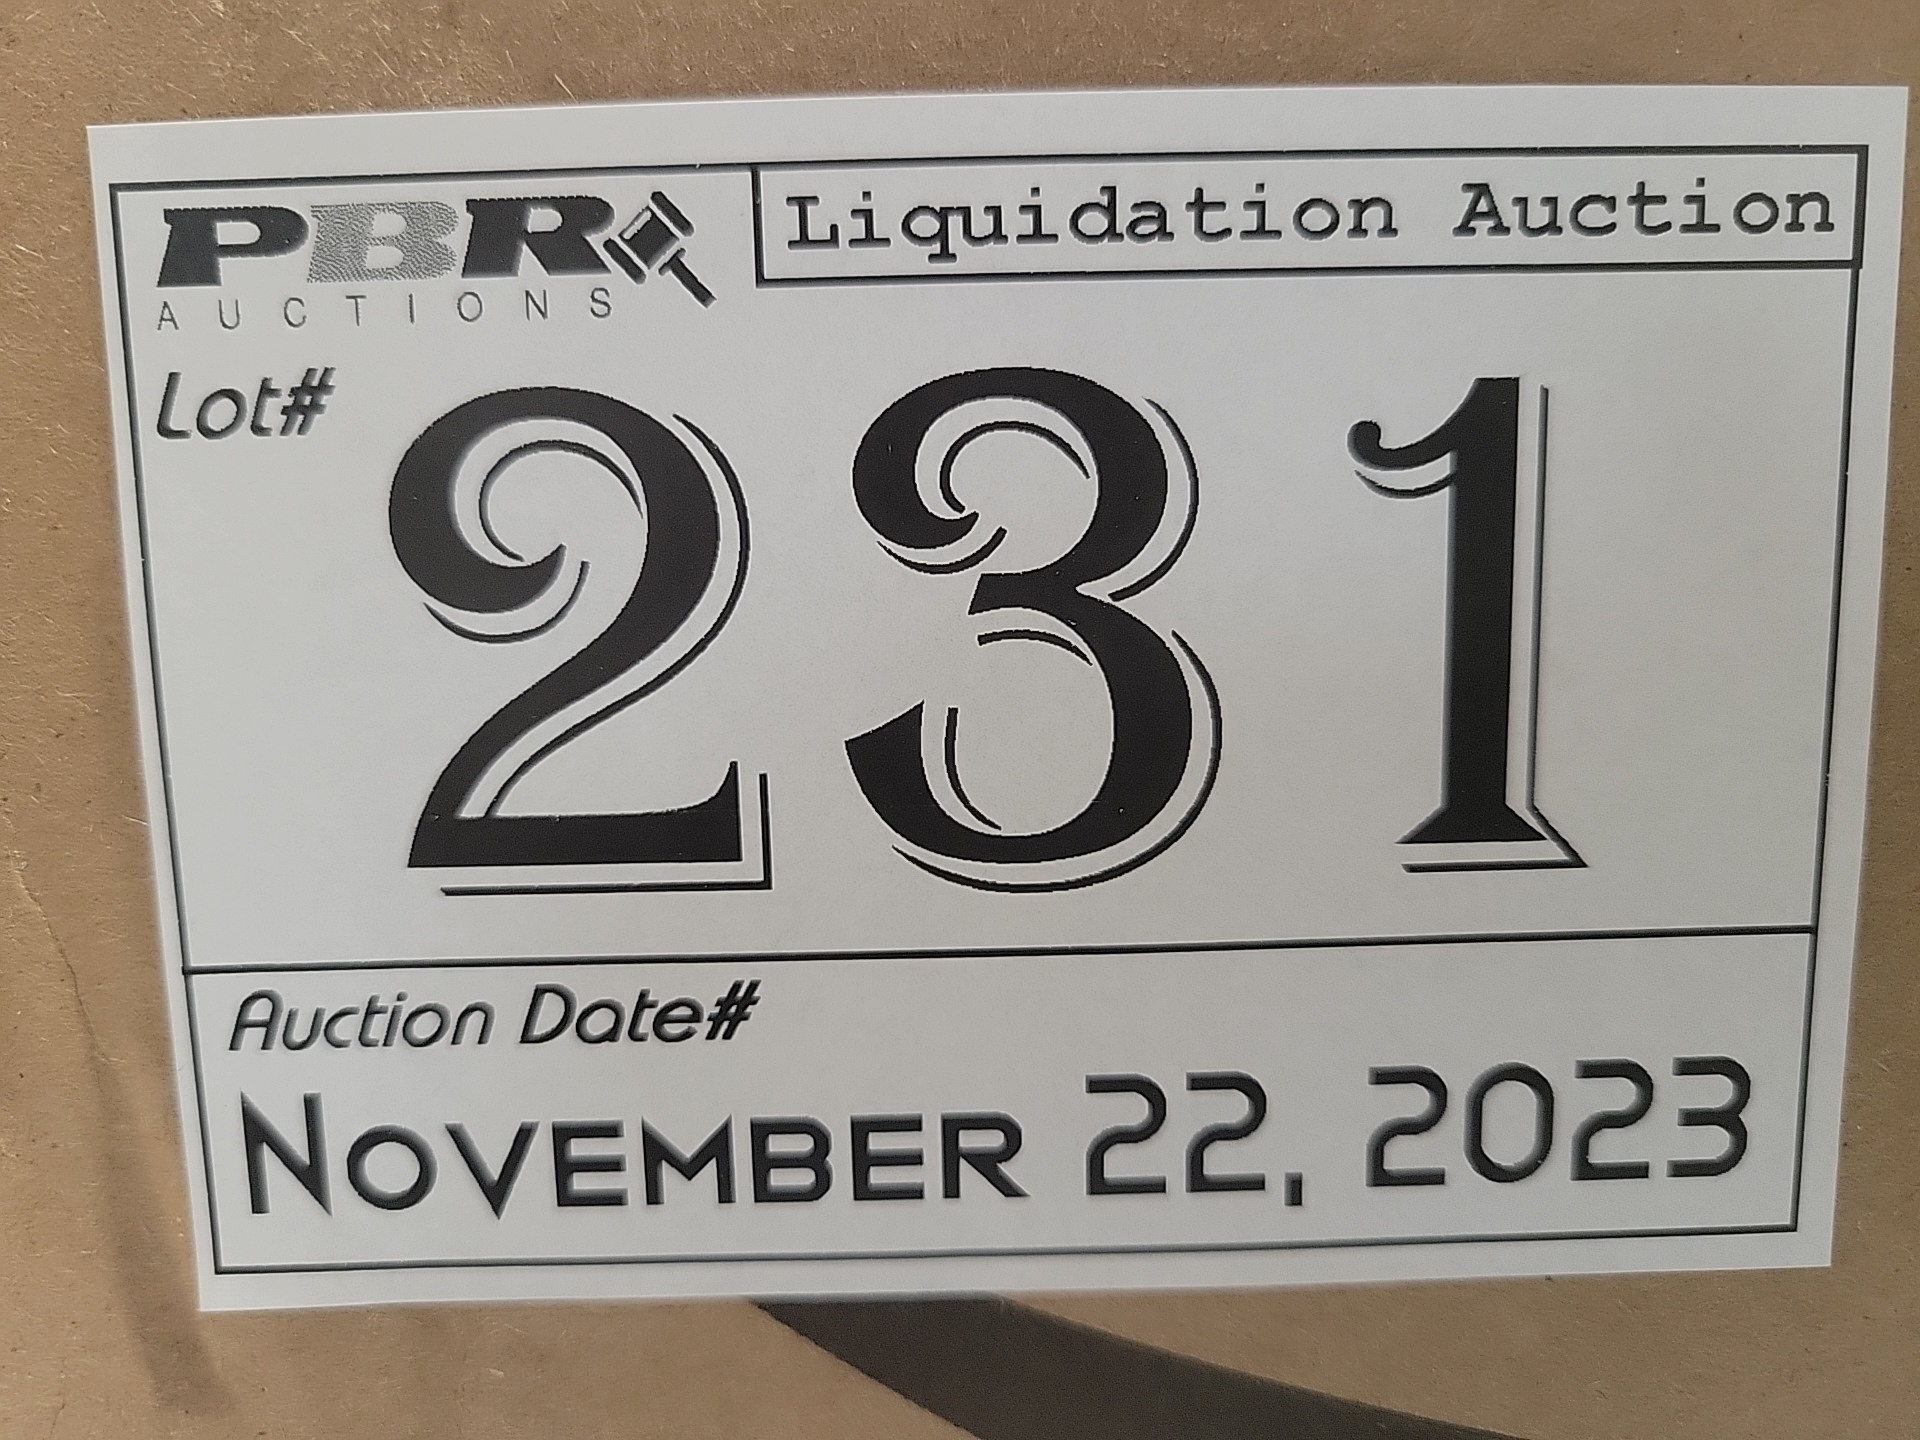 PBR
AUCTIONS
Liquidation Auction
Lot#
231
Auction Date#
NOVEMBER 22, 2023